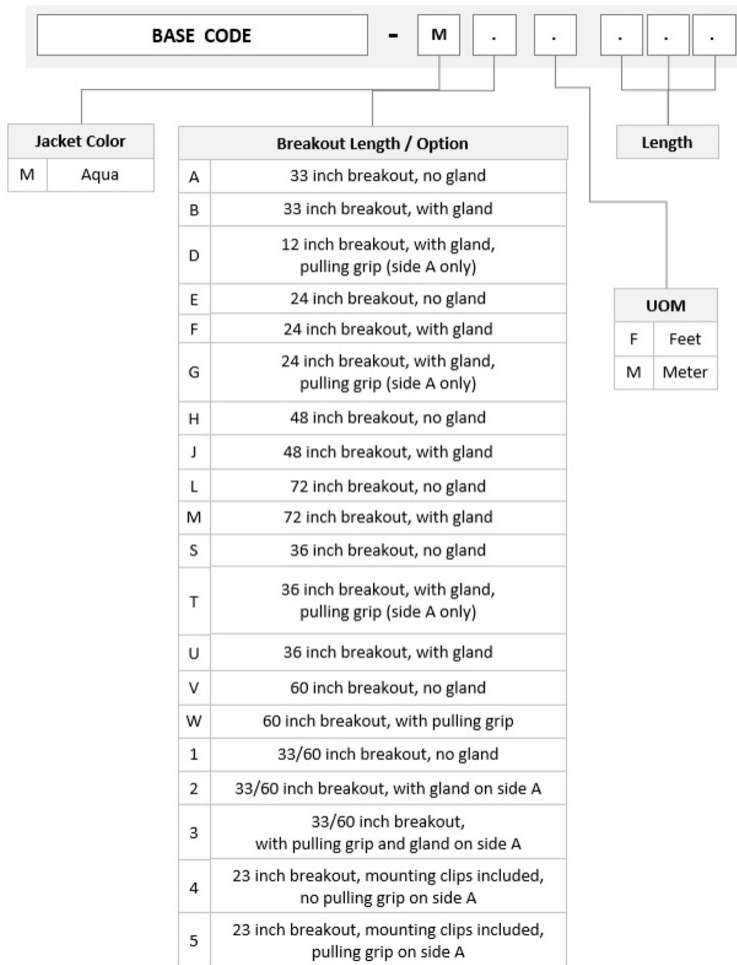 BASE CODE - M . . . . .
Jacket Color
M Aqua
Breakout Length / Option
A 33 inch breakout, no gland
B 33 inch breakout, with gland
D 12 inch breakout, with gland,
pulling grip (side A only)
E 24 inch breakout, no gland
F 24 inch breakout, with gland
G 24 inch breakout, with gland,
pulling grip (side A only)
H 48 inch breakout, no gland
J 48 inch breakout, with gland
L 72 inch breakout, no gland
M 72 inch breakout, with gland
S 36 inch breakout, no gland
T 36 inch breakout, with gland,
pulling grip (side A only)
U 36 inch breakout, with gland
V 60 inch breakout, no gland
W 60 inch breakout, with pulling grip
1 33/60 inch breakout, no gland
2 33/60 inch breakout, with gland on side A
3 33/60 inch breakout,
with pulling grip and gland on side A
4 23 inch breakout, mounting clips included,
no pulling grip on side A
5 23 inch breakout, mounting clips included,
pulling grip on side A
Length
UOM
F Feet
M Meter